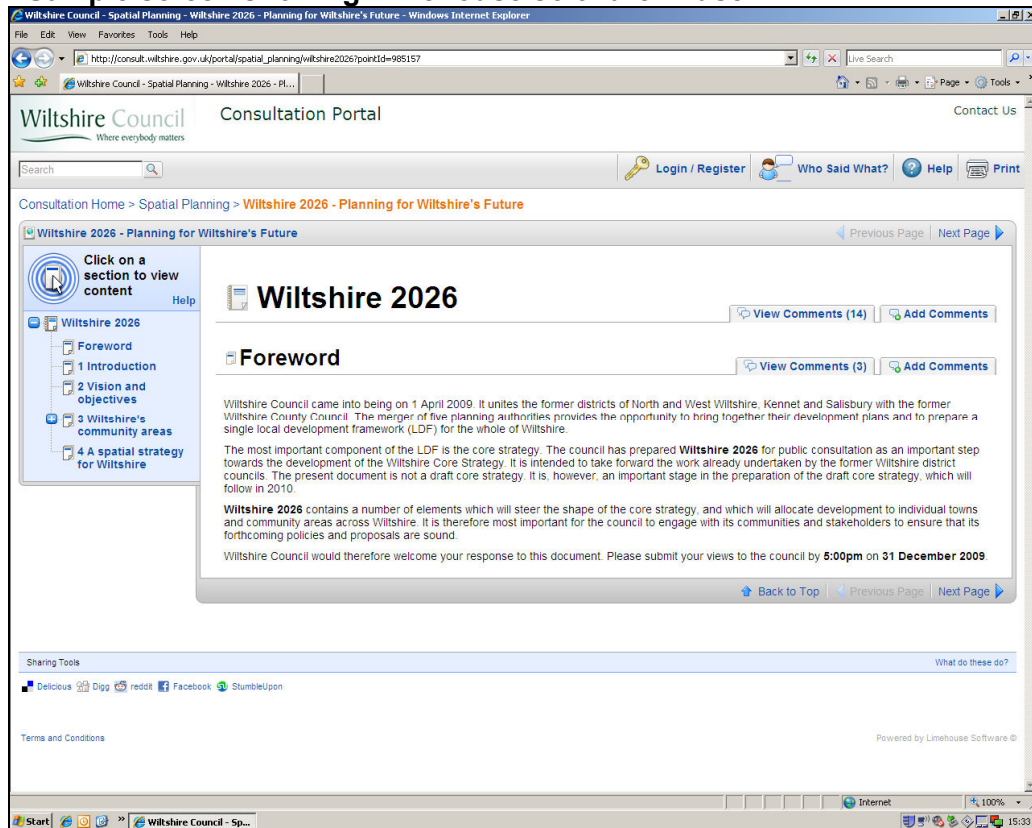 Wiltshire Council - Spatial Planning - Wiltshire 2026 - Planning for Wiltshire's Future - Windows Internet Explorer
File Edit View Favorites Tools Help
http://consult.wiltshire.gov.uk/portal/spatial_planning/wiltshire2026?pointId=985157
Live Search
Wiltshire Council - Spatial Planning - Wiltshire 2026 - Pl...
Page Tools
Wiltshire Council
Where everybody matters
Consultation Portal
Contact Us
Search
Login / Register
Who Said What?
Help
Print
Consultation Home > Spatial Planning > Wiltshire 2026 - Planning for Wiltshire's Future
Wiltshire 2026 - Planning for Wiltshire's Future
Previous Page Next Page
Click on a
section to view
content
Help
Wiltshire 2026
Foreword
1 Introduction
2 Vision and
objectives
3 Wiltshire's
community areas
4 A spatial strategy
for Wiltshire
Wiltshire 2026
View Comments (14) Add Comments
Foreword
View Comments (3) Add Comments
Wiltshire Council came into being on 1 April 2009. It unites the former districts of North and West Wiltshire, Kennet and Salisbury with the former
Wiltshire County Council. The merger of five planning authorities provides the opportunity to bring together their development plans and to prepare a
single local development framework (LDF) for the whole of Wiltshire.
The most important component of the LDF is the core strategy. The council has prepared Wiltshire 2026 for public consultation as an important step
towards the development of the Wiltshire Core Strategy. It is intended to take forward the work already undertaken by the former Wiltshire district
councils. The present document is not a draft core strategy. It is, however, an important stage in the preparation of the draft core strategy, which will
follow in 2010.
Wiltshire 2026 contains a number of elements which will steer the shape of the core strategy, and which will allocate development to individual towns
and community areas across Wiltshire. It is therefore most important for the council to engage with its communities and stakeholders to ensure that its
forthcoming policies and proposals are sound.
Wiltshire Council would therefore welcome your response to this document. Please submit your views to the council by 5:00pm on 31 December 2009.
Back to Top Previous Page Next Page
Sharing Tools
What do these do?
Delicious Digg reddit Facebook StumbleUpon
Terms and Conditions
Powered by Limehouse Software ©
Internet
100%
Start
Wiltshire Council - Sp...
15:33